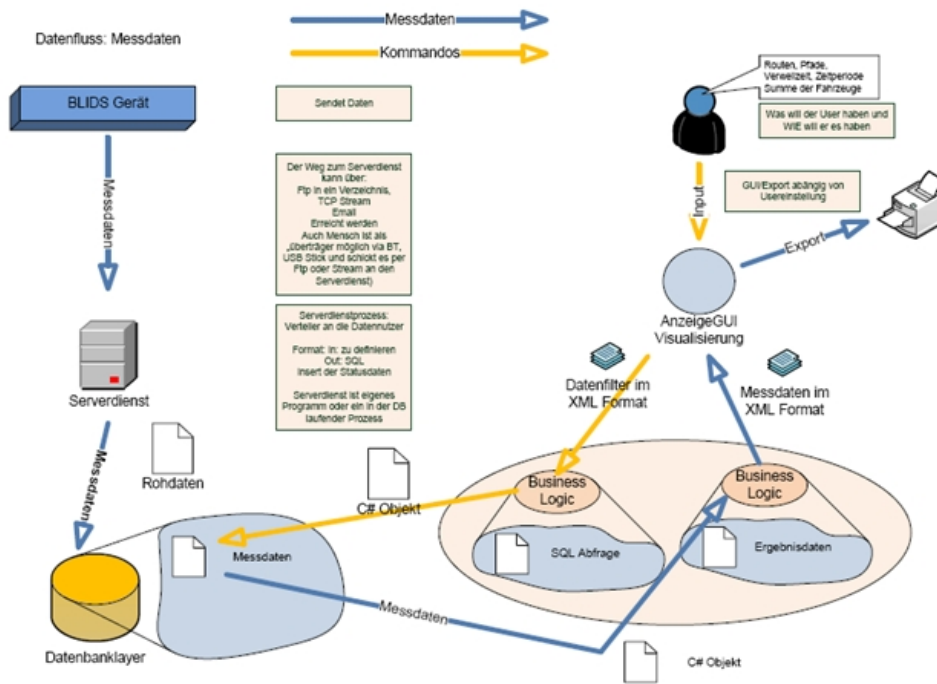 Datenfluss: Messdaten
Messdaten
Kommandos
BLIDS Gerät
Sendet Daten
Routen, Pfade,
Verweilzeit, Zeitperiode
Summe der Fahrzeuge
Was will der User haben und
WIE will er es haben
Messdaten
Der Weg zum Serverdienst
kann über:
Ftp in ein Verzeichnis,
TCP Stream
Email
Erreicht werden
Auch Mensch ist als
„überträger möglich via BT,
USB Stick und schickt es per
Ftp oder Stream an den
Serverdienst)
Input
GUI/Export abängig von
Usereinstellung
Export
AnzeigeGUI
Visualisierung
Serverdienstprozess:
Verteiler an die Datennutzer
Format: In: zu definieren
Out: SQL
Insert der Statusdaten
Serverdienst ist eigenes
Programm oder ein in der DB
laufender Prozess
Serverdienst
Datenfilter im
XML Format
Messdaten im
XML Format
Messdaten
Rohdaten
C# Objekt
Business
Logic
Business
Logic
Messdaten
SQL Abfrage
Ergebnisdaten
Messdaten
Datenbanklayer
C# Objekt